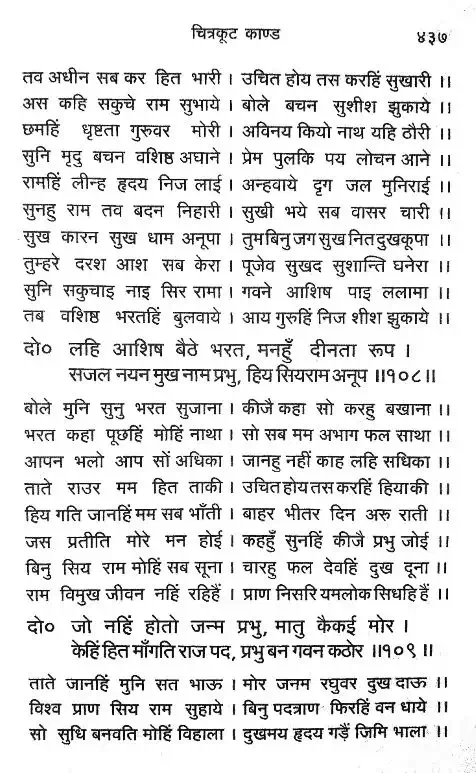 चित्रकूट काण्ड ४३७
तव अधीन सब कर हित भारी । उचित होय तस करहिं सुखारी ।।
अस कहि सकुचे राम सुभाये । बोले बचन सुशीश झुकाये ।।
छमहिं धृष्टता गुरुवर मोरी । अविनय कियो नाथ यहि ठौरी ।।
सुनि मृदु बचन वशिष्ठ अघाने । प्रेम पुलकि पय लोचन आने ।।
रामहिं लीन्ह हृदय निज लाई । अन्हवाये दृग जल मुनिराई ।।
सुनहु राम तव बदन निहारी । सुखी भये सब वासर चारी ।।
सुख कारन सुख धाम अनूपा । तुमबिनु जग सुख नित दुखकूपा ।।
तुम्हरे दरश आश सब केरा । पूजेव सुखद सुशान्ति घनेरा ।।
सुनि सकुचाइ नाइ सिर रामा । गवने आशिष पाइ ललामा ।।
तब वशिष्ठ भरतहिं बुलवाये । आय गुरुहिं निज शीश झुकाये ।।
दो० लहि आशिष बैठे भरत, मनहुँ दीनता रूप ।
सजल नयन मुख नाम प्रभु, हिय सियराम अनूप ।।१०८।।
बोले मुनि सुनु भरत सुजाना । कीजै कहा सो करहु बखाना ।।
भरत कहा पूछहिं मोहिं नाथा । सो सब मम अभाग फल साथा ।।
आपन भलो आप सों अधिका । जानहु नहीं काह लहि सधिका ।।
ताते राउर मम हित ताकी । उचित होय तस करहिं हिया की ।।
हिय गति जानहिं मम सब भाँती । बाहर भीतर दिन अरु राती ।।
जस प्रतीति मोरे मन होई । कहहुँ सुनहिं कीजै प्रभु जोई ।।
बिनु सिय राम मोहिं सब सूना । चारहु फल देवहिं दुख दूना ।।
राम विमुख जीवन नहिं रहिहैं । प्राण निसरि यमलोक सिधहि हैं ।।
दो० जो नहिं होतो जन्म प्रभु, मातु कैकई मोर ।
केहिं हित माँगति राज पद, प्रभु बन गवन कठोर ।।१०९।।
ताते जानहिं मुनि सत भाऊ । मोर जनम रघुवर दुख दाऊ ।।
विश्व प्राण सिय राम सुहाये । बिनु पदत्राण फिरहिं वन धाये ।।
सो सुधि बनवति मोहिं विहाला । दुखमय हृदय गड़ैं जिमि भाला ।।